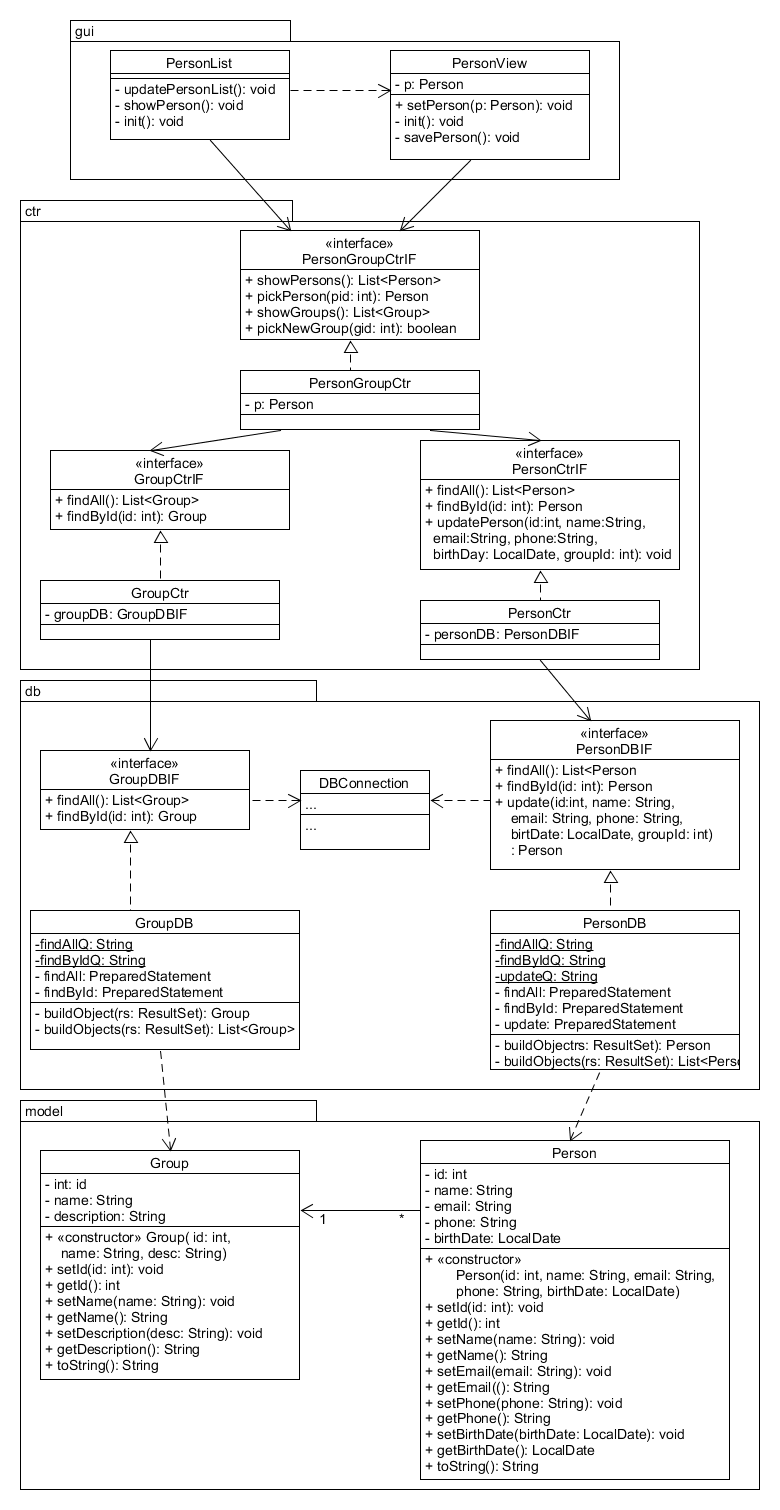 gui
PersonList
- updatePersonList(): void
- showPerson(): void
- init(): void
PersonView
- p: Person
+ setPerson(p: Person): void
- init(): void
- savePerson(): void
ctr
«interface»
PersonGroupCtrIF
+ showPersons(): List<Person>
+ pickPerson(pid: int): Person
+ showGroups(): List<Group>
+ pickNewGroup(gid: int): boolean
PersonGroupCtr
- p: Person
«interface»
GroupCtrIF
+ findAll(): List<Group>
+ findById(id: int): Group
«interface»
PersonCtrIF
+ findAll(): List<Person>
+ findById(id: int): Person
+ updatePerson(id:int, name:String,
email:String, phone:String,
birthDay: LocalDate, groupId: int): void
GroupCtr
- groupDB: GroupDBIF
PersonCtr
- personDB: PersonDBIF
db
«interface»
GroupDBIF
+ findAll(): List<Group>
+ findById(id: int): Group
DBConnection
...
...
«interface»
PersonDBIF
+ findAll(): List<Person
+ findById(id: int): Person
+ update(id:int, name: String,
email: String, phone: String,
birtDate: LocalDate, groupId: int)
: Person
GroupDB
-findAllQ: String
-findByIdQ: String
- findAll: PreparedStatement
- findById: PreparedStatement
- buildObject(rs: ResultSet): Group
- buildObjects(rs: ResultSet): List<Group>
PersonDB
-findAllQ: String
-findByIdQ: String
-updateQ: String
- findAll: PreparedStatement
- findById: PreparedStatement
- update: PreparedStatement
- buildObjectrs: ResultSet): Person
- buildObjects(rs: ResultSet): List<Perso
model
Group
- int: id
- name: String
- description: String
+ «constructor» Group( id: int,
name: String, desc: String)
+ setId(id: int): void
+ getId(): int
+ setName(name: String): void
+ getName(): String
+ setDescription(desc: String): void
+ getDescription(): String
+ toString(): String
1
*
Person
- id: int
- name: String
- email: String
- phone: String
- birthDate: LocalDate
+ «constructor»
Person(id: int, name: String, email: String,
phone: String, birthDate: LocalDate)
+ setId(id: int): void
+ getId(): int
+ setName(name: String): void
+ getName(): String
+ setEmail(email: String): void
+ getEmail((): String
+ setPhone(phone: String): void
+ getPhone(): String
+ setBirthDate(birthDate: LocalDate): void
+ getBirthDate(): LocalDate
+ toString(): String